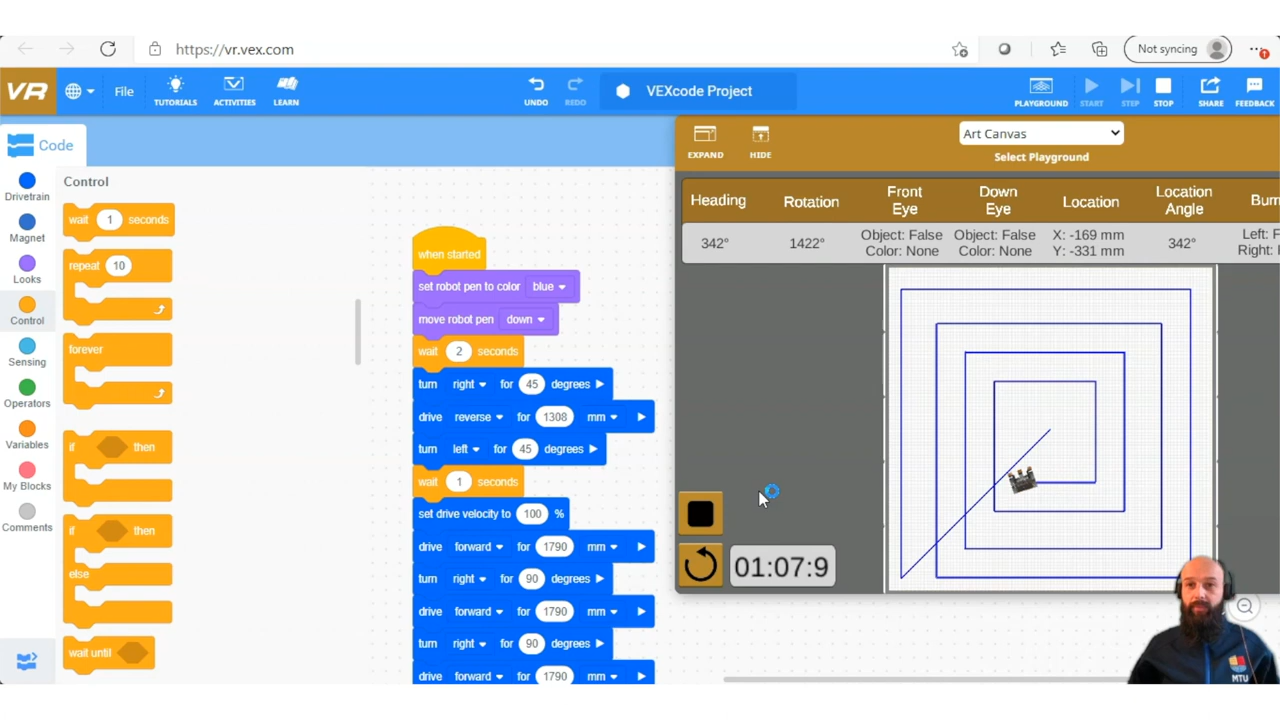 https://vr.vex.com
Not syncing
VR
File
TUTORIALS
ACTIVITIES
LEARN
UNDO
REDO
VEXcode Project
PLAYGROUND
START
STEP
STOP
SHARE
FEEDBACK
Code
Drivetrain
Magnet
Looks
Control
Sensing
Operators
Variables
My Blocks
Comments
Control
wait 1 seconds
repeat 10
forever
if then
if then
else
wait until
when started
set robot pen to color blue
move robot pen down
wait 2 seconds
turn right for 45 degrees
drive reverse for 1308 mm
turn left for 45 degrees
wait 1 seconds
set drive velocity to 100 %
drive forward for 1790 mm
turn right for 90 degrees
drive forward for 1790 mm
turn right for 90 degrees
drive forward for 1790 mm
EXPAND
HIDE
Art Canvas
Select Playground
Heading
Rotation
Front
Eye
Down
Eye
Location
Location
Angle
342°
1422°
Object: False
Color: None
Object: False
Color: None
X: -169 mm
Y: -331 mm
342°
Left: F
Right: F
01:07:9
MTU